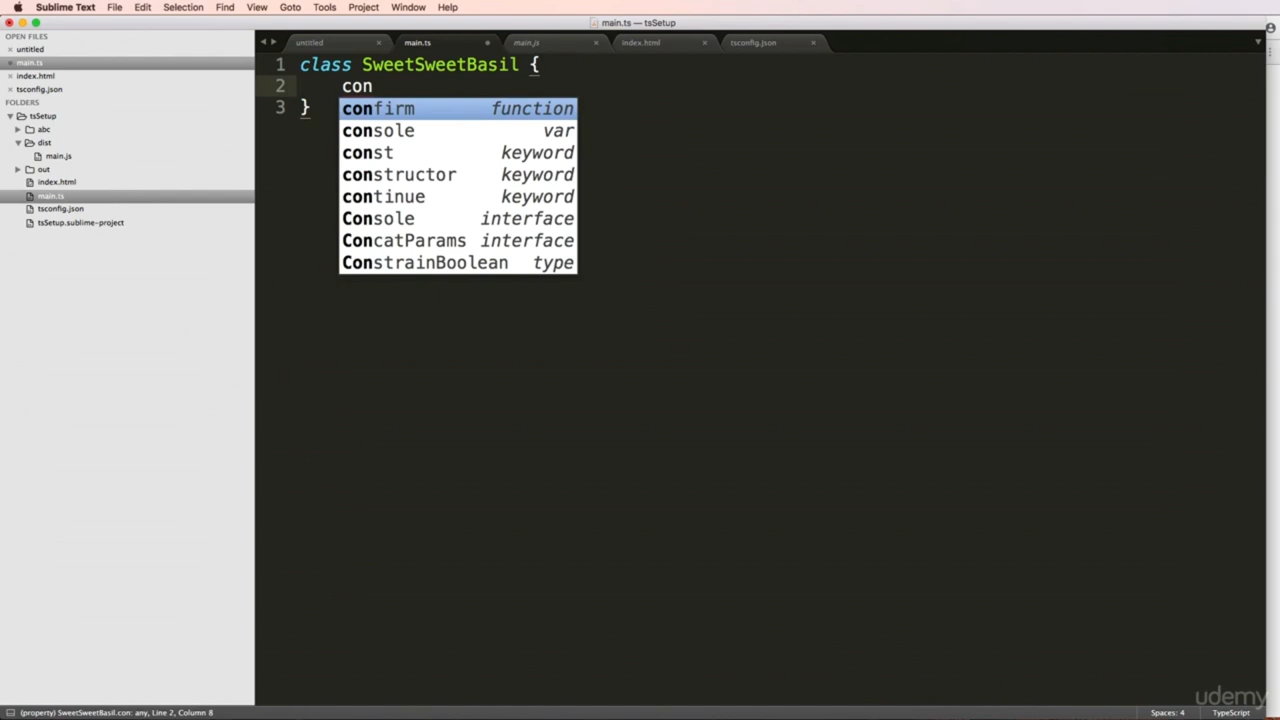 Sublime Text File Edit Selection Find View Goto Tools Project Window Help
main.ts — tsSetup
OPEN FILES
untitled
main.ts
index.html
tsconfig.json
FOLDERS
tsSetup
abc
dist
main.js
out
index.html
main.ts
tsconfig.json
tsSetup.sublime-project
untitled main.ts main.js index.html tsconfig.json
1 class SweetSweetBasil {
2 con
3 }
confirm function
console var
const keyword
constructor keyword
continue keyword
Console interface
ConcatParams interface
ConstrainBoolean type
udemy
(property) SweetSweetBasil.con: any, Line 2, Column 8 Spaces: 4 TypeScript